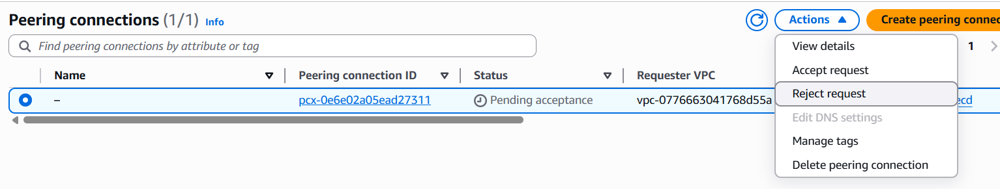 Peering connections (1/1) Info
Actions
Create peering connec
Find peering connections by attribute or tag
1
Name
Peering connection ID
Status
Requester VPC
– pcx-0e6e02a05ead27311 Pending acceptance vpc-0776663041768d55a ecd
View details
Accept request
Reject request
Edit DNS settings
Manage tags
Delete peering connection